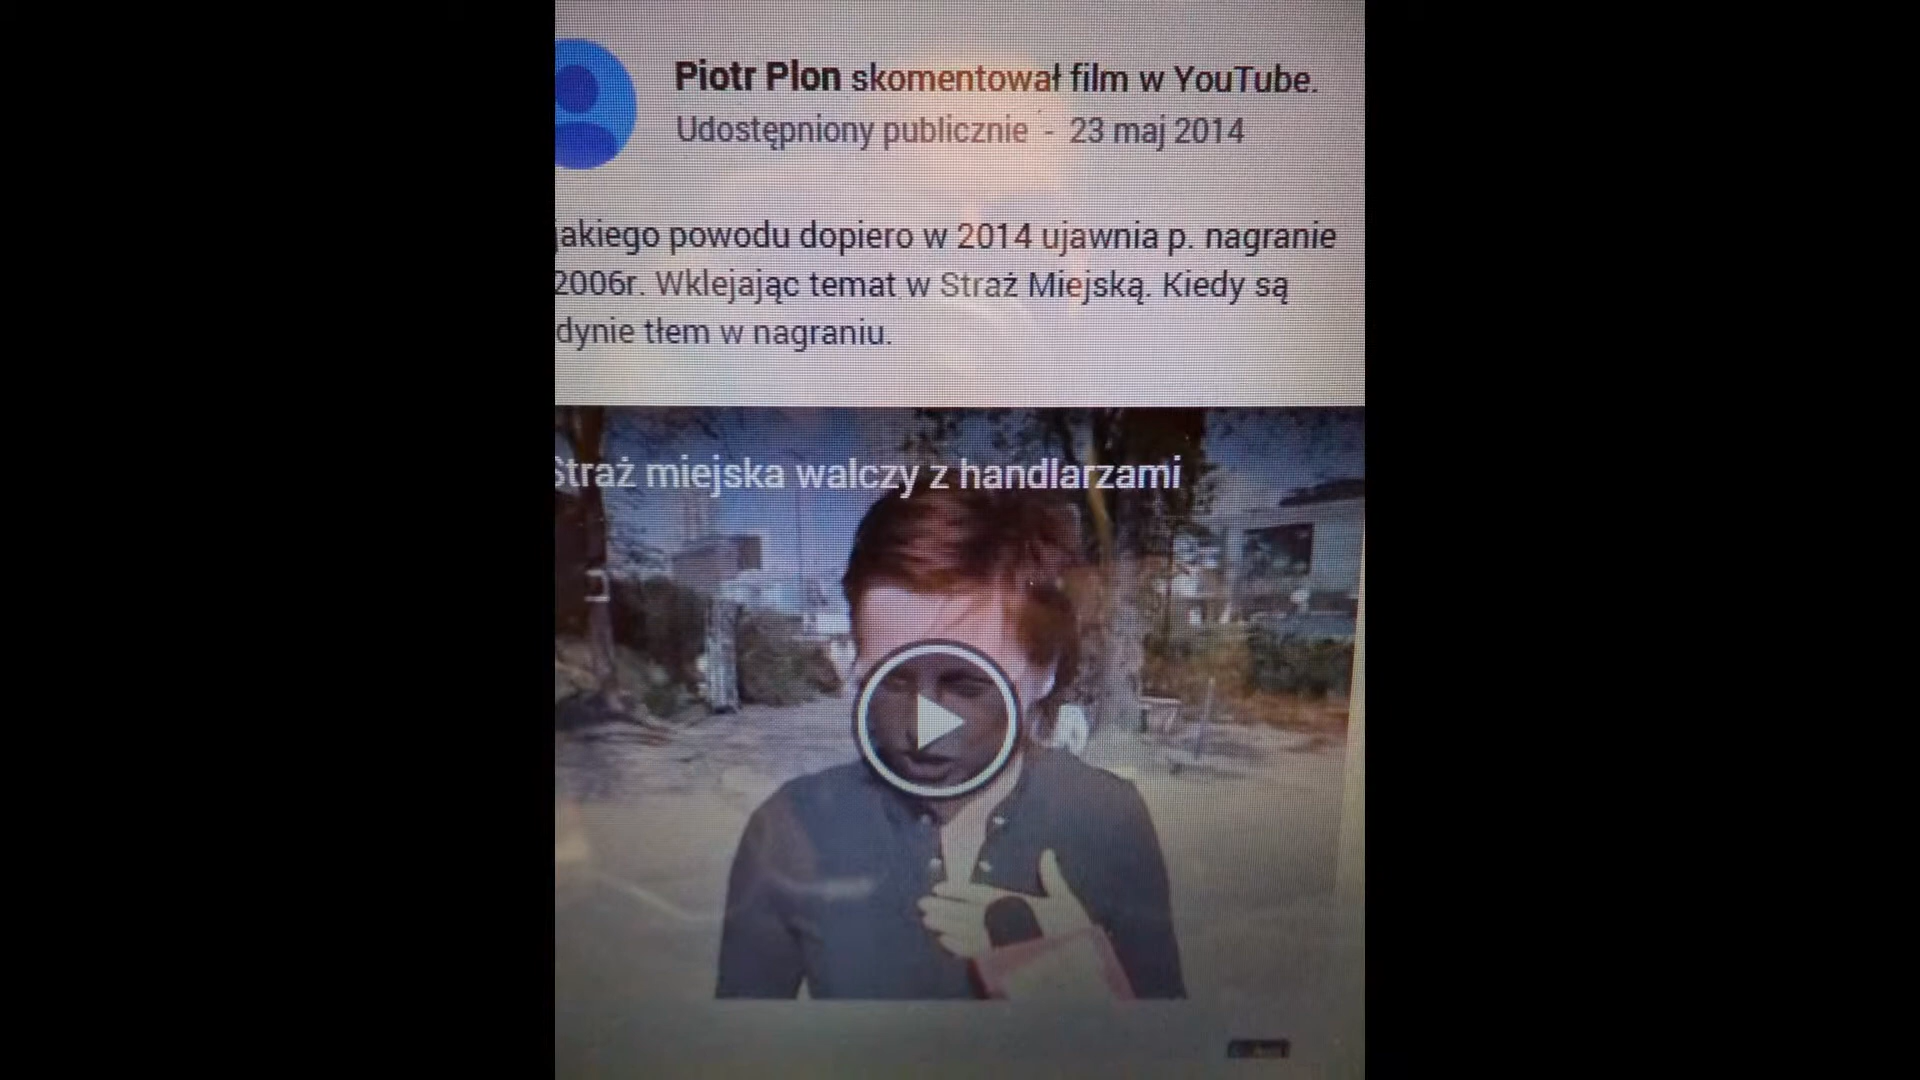 Piotr Plon skomentował film w YouTube.
Udostępniony publicznie - 23 maj 2014
jakiego powodu dopiero w 2014 ujawnia p. nagranie
2006r. Wklejając temat w Straż Miejską. Kiedy są
dynie tłem w nagraniu.
Straż miejska walczy z handlarzami